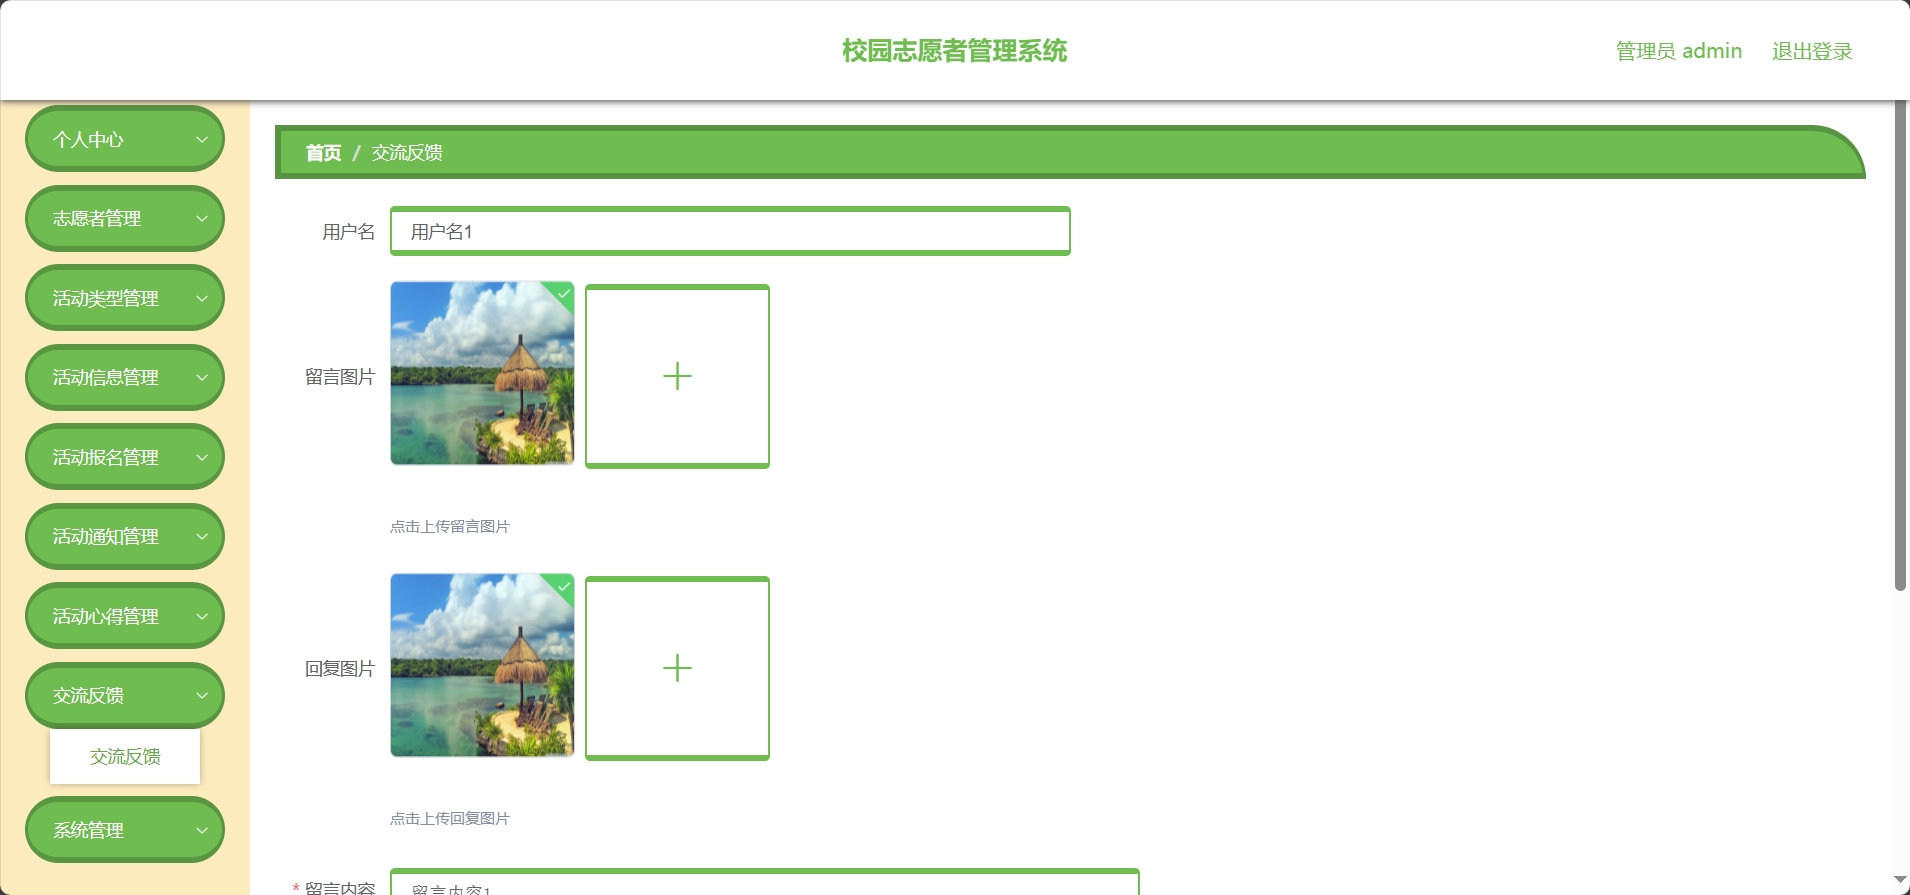 校园志愿者管理系统
管理员 admin 退出登录
个人中心
志愿者管理
活动类型管理
活动信息管理
活动报名管理
活动通知管理
活动心得管理
交流反馈
交流反馈
系统管理
首页 / 交流反馈
用户名 用户名1
留言图片
点击上传留言图片
回复图片
点击上传回复图片
* 留言内容 留言内容1